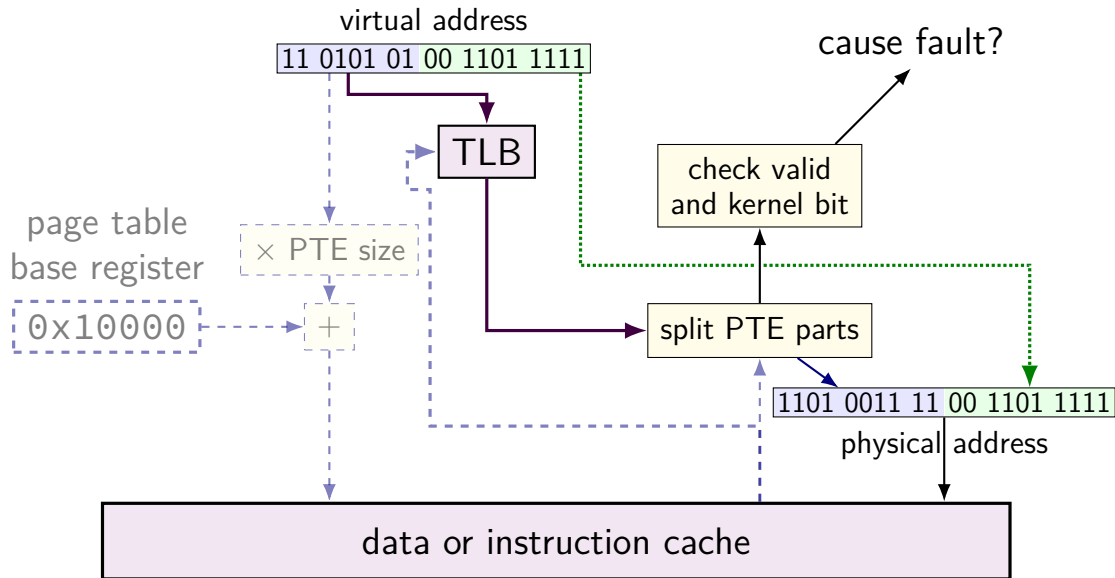 virtual address
11 0101 01 00 1101 1111
cause fault?
TLB
check valid
and kernel bit
page table
base register
× PTE size
0x10000
+
split PTE parts
1101 0011 11 00 1101 1111
physical address
data or instruction cache